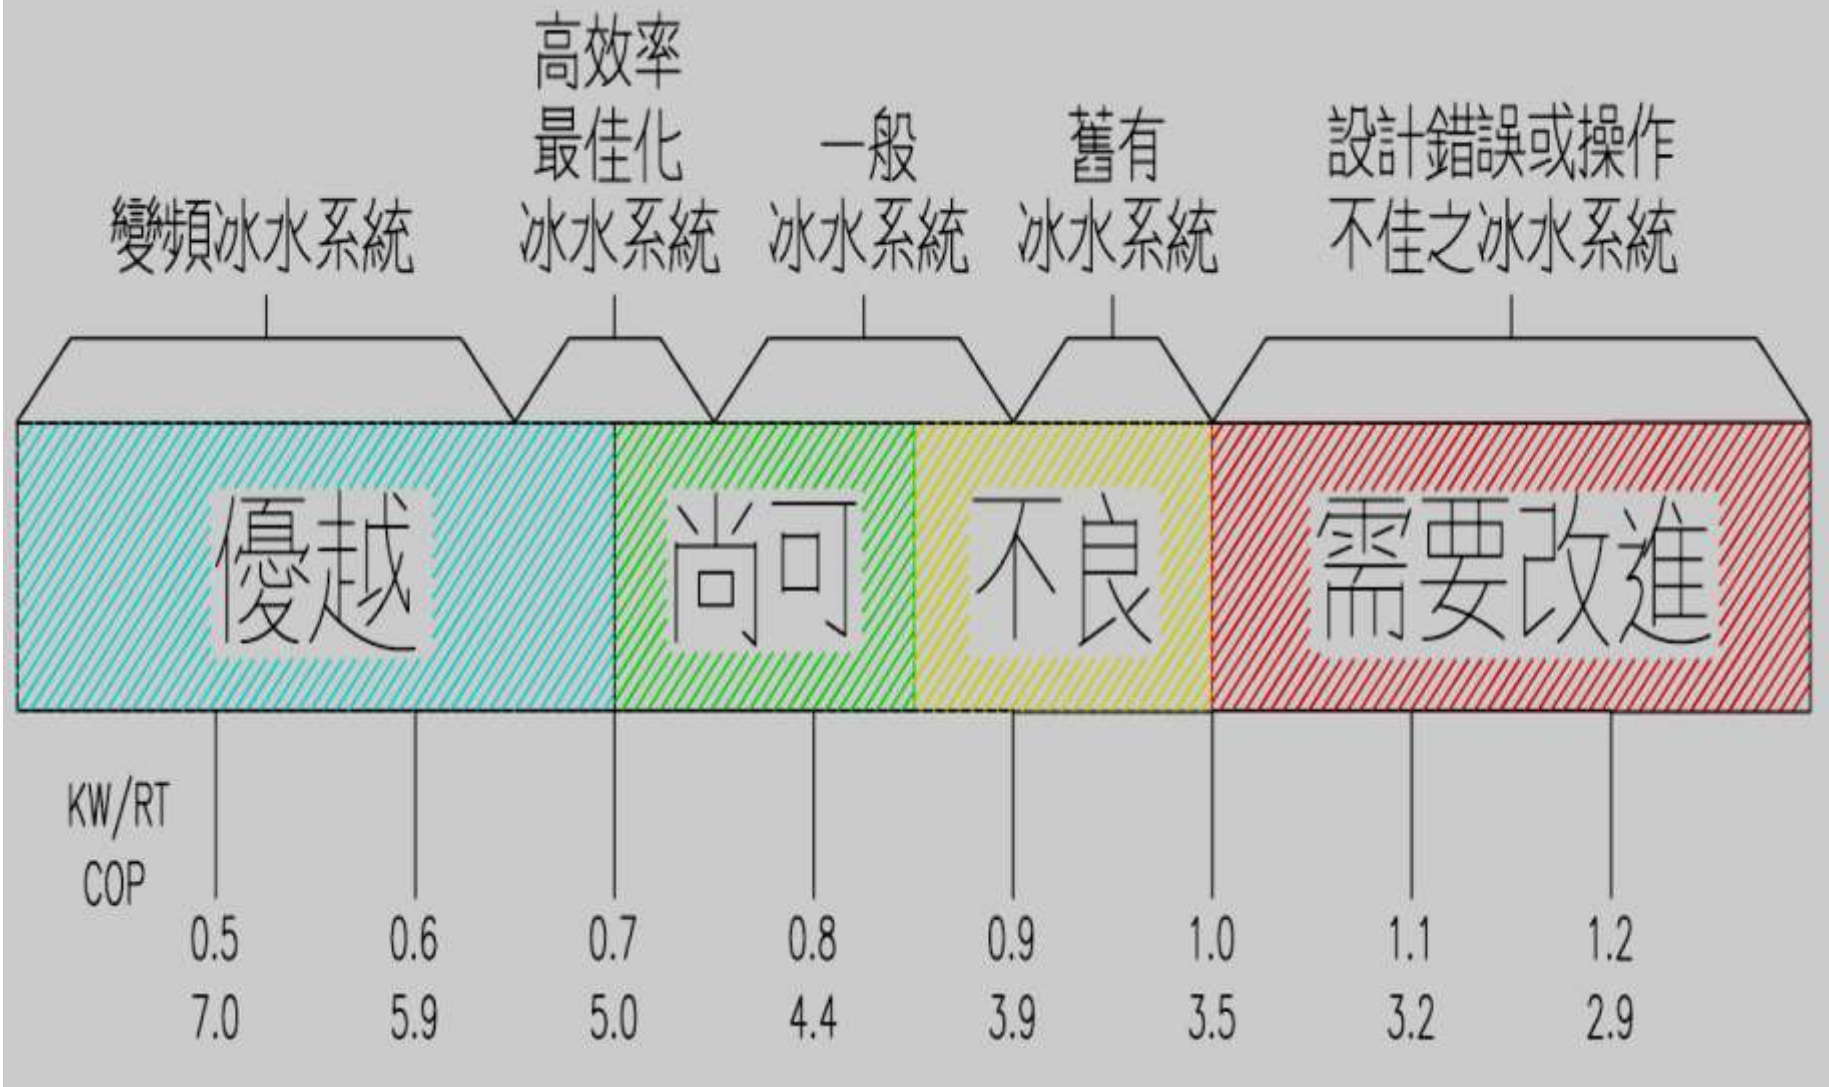 變頻冰水系統
高效率
最佳化
冰水系統
一般
冰水系統
舊有
冰水系統
設計錯誤或操作
不佳之冰水系統
優越
尚可
不良
需要改進
KW/RT
COP
0.5 0.6 0.7 0.8 0.9 1.0 1.1 1.2
7.0 5.9 5.0 4.4 3.9 3.5 3.2 2.9